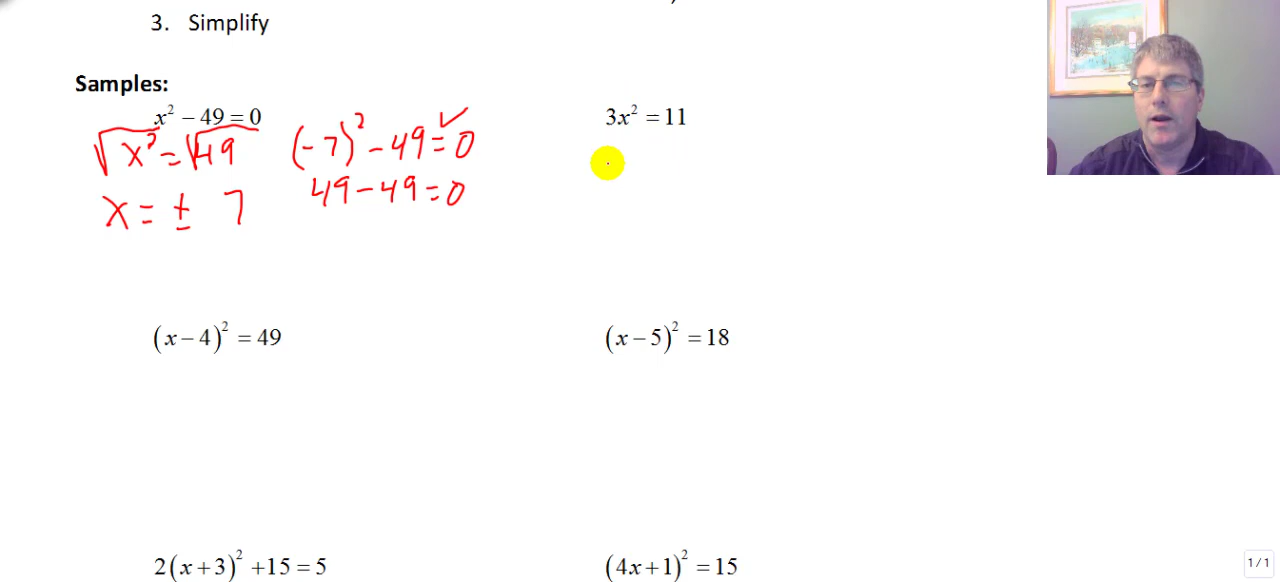 3. Simplify
Samples:
x² − 49 = 0
√x² = √49
x = ± 7
(−7)² − 49 = 0 ✓
49 − 49 = 0
3x² = 11
(x − 4)² = 49
(x − 5)² = 18
2(x + 3)² + 15 = 5
(4x + 1)² = 15
1 / 1